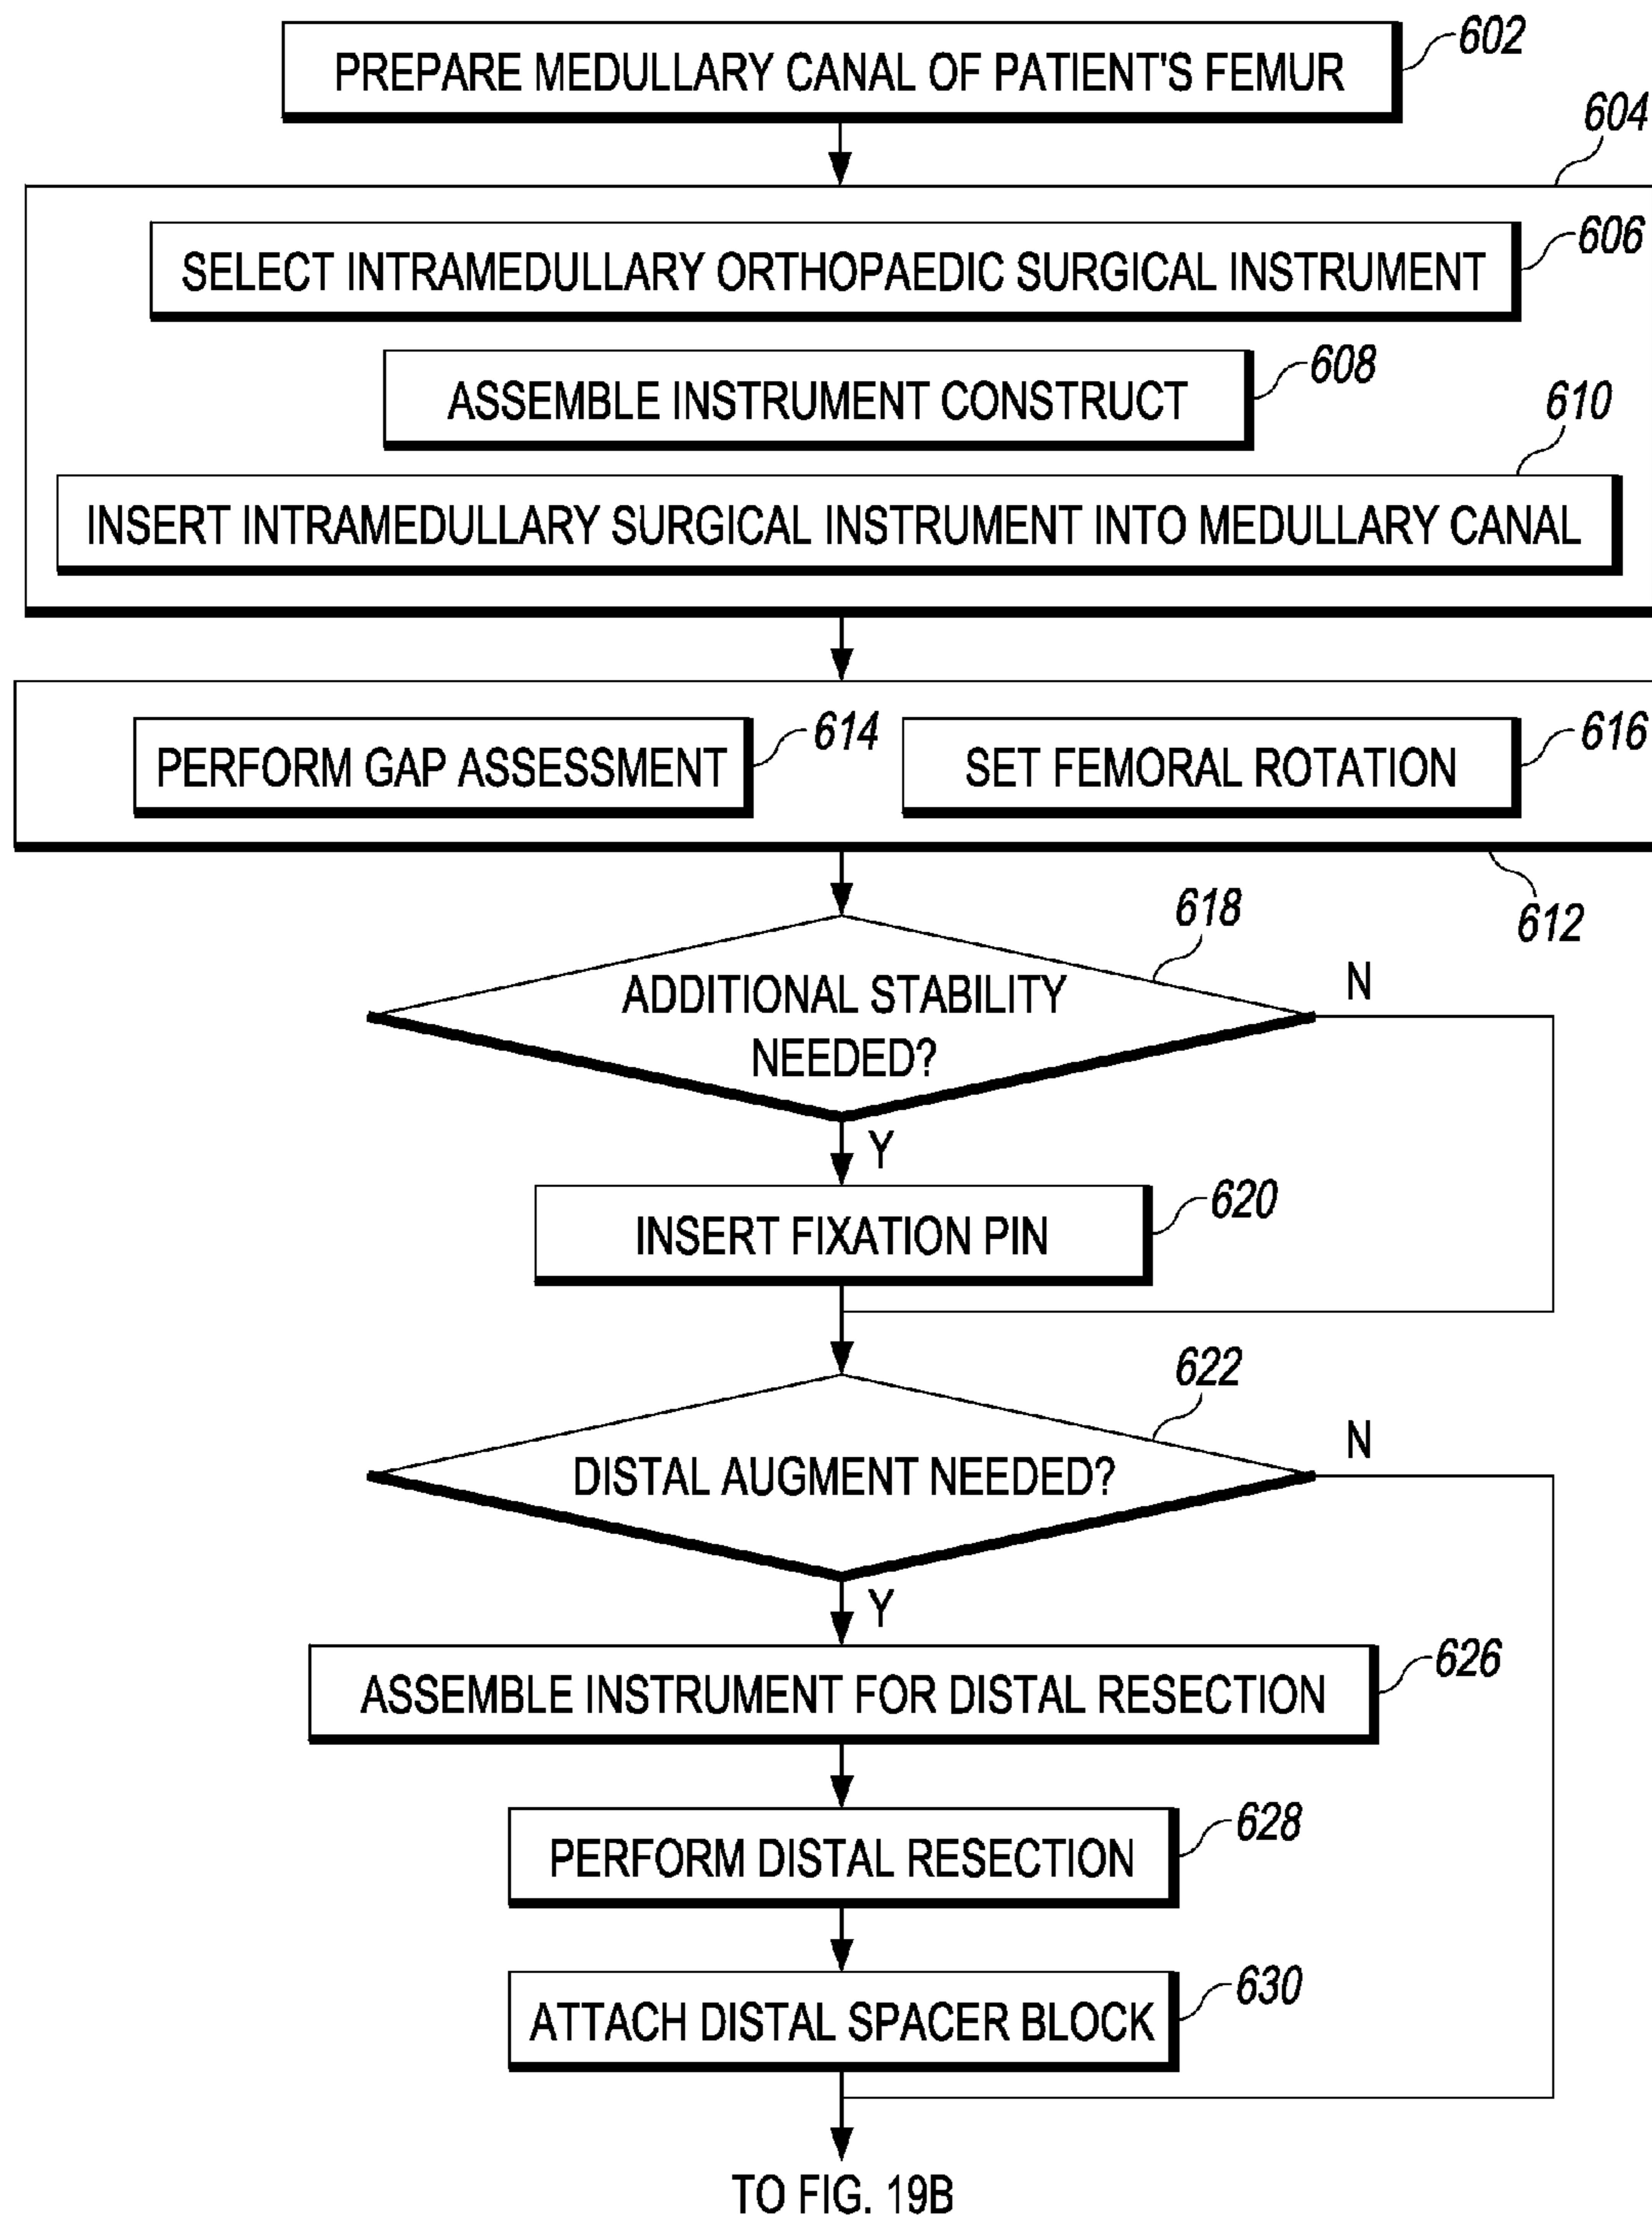 PREPARE MEDULLARY CANAL OF PATIENT'S FEMUR
602
604
SELECT INTRAMEDULLARY ORTHOPAEDIC SURGICAL INSTRUMENT
606
ASSEMBLE INSTRUMENT CONSTRUCT
608
610
INSERT INTRAMEDULLARY SURGICAL INSTRUMENT INTO MEDULLARY CANAL
PERFORM GAP ASSESSMENT
614
SET FEMORAL ROTATION
616
612
618
ADDITIONAL STABILITY
NEEDED?
N
Y
INSERT FIXATION PIN
620
622
DISTAL AUGMENT NEEDED?
N
Y
ASSEMBLE INSTRUMENT FOR DISTAL RESECTION
626
PERFORM DISTAL RESECTION
628
ATTACH DISTAL SPACER BLOCK
630
TO FIG. 19B